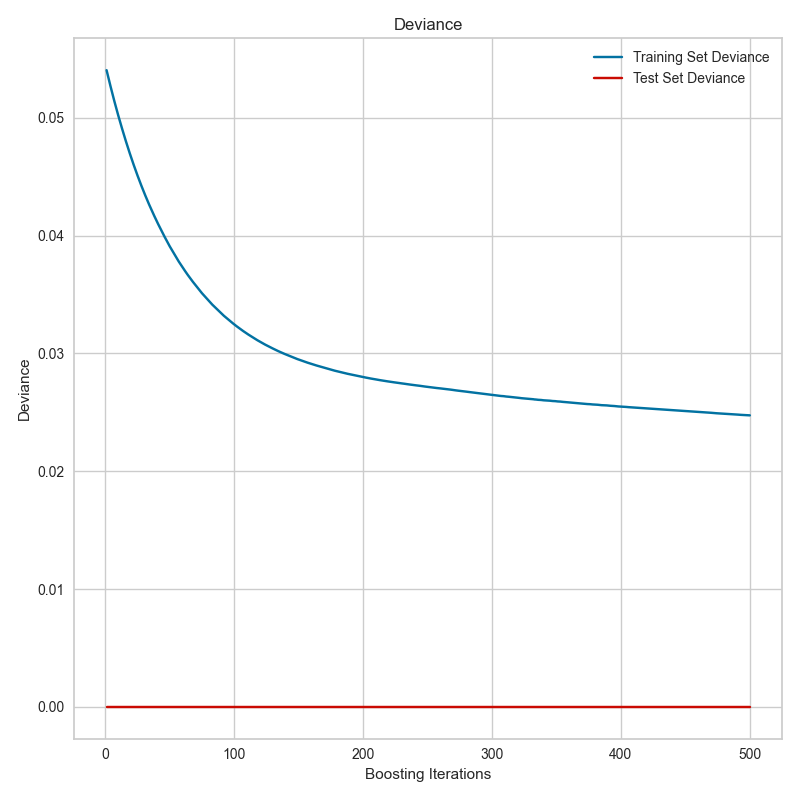 Deviance
Training Set Deviance
Test Set Deviance
Deviance
0.05
0.04
0.03
0.02
0.01
0.00
0 100 200 300 400 500
Boosting Iterations